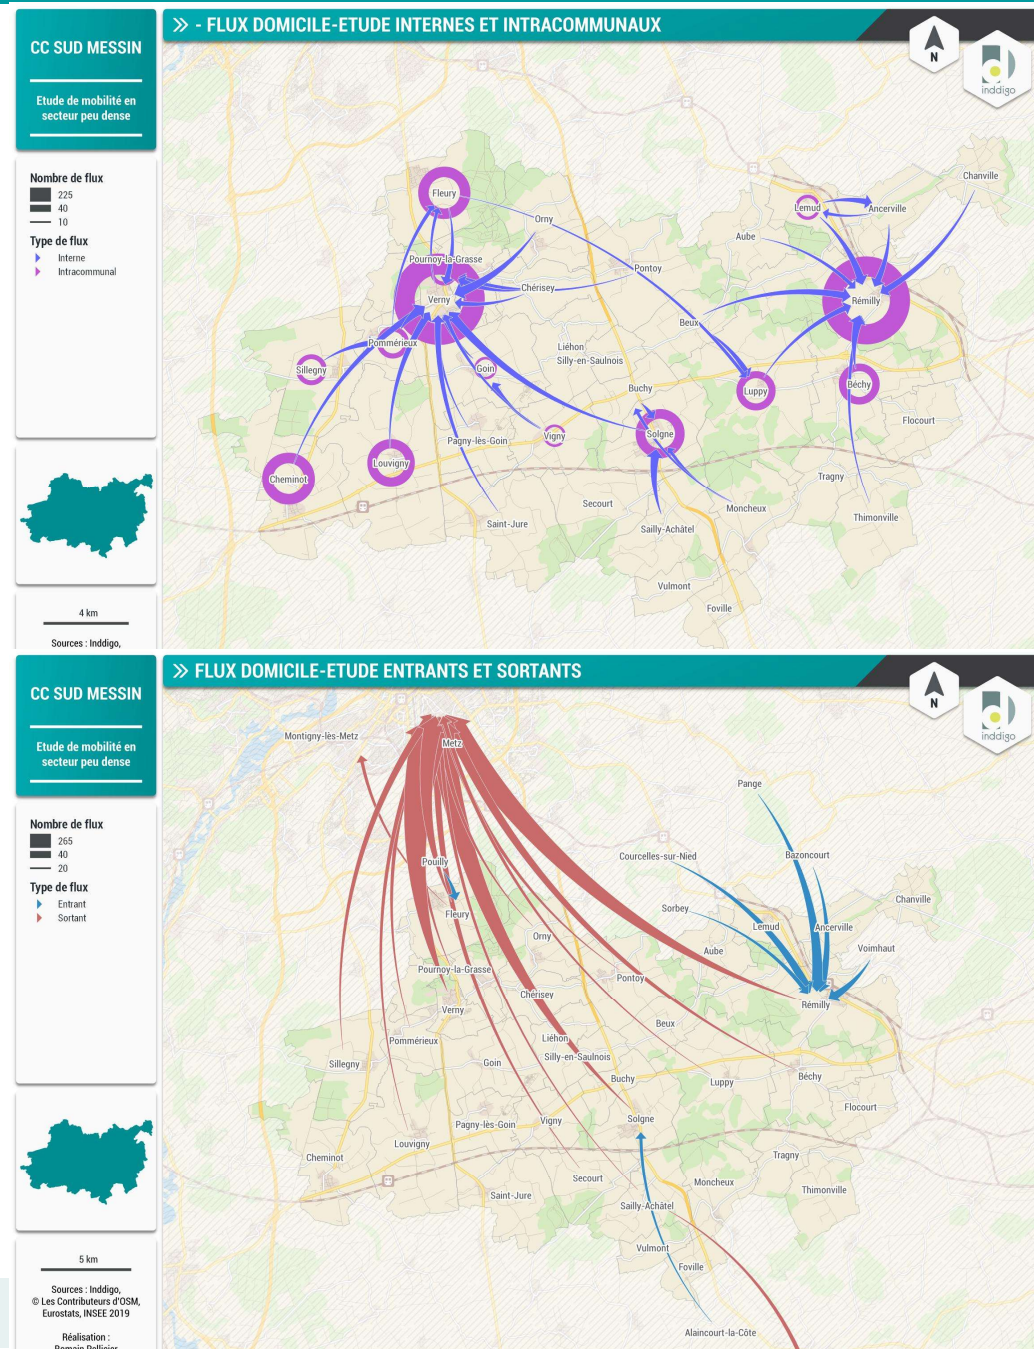 CC SUD MESSIN
Etude de mobilité en
secteur peu dense
- FLUX DOMICILE-ETUDE INTERNES ET INTRACOMMUNAUX
N
inddigo
Nombre de flux
225
40
10
Type de flux
Interne
Intracommunal
Chanville
Fleury
Lemud
Ancerville
Orny
Aube
Pournoy-la-Grasse
Pontoy
Chérisey
Verny
Rémilly
Beux
Pommérieux
Liéhon
Silly-en-Saulnois
Sillegny
Goin
Buchy
Luppy
Béchy
Flocourt
Vigny
Solgne
Pagny-lès-Goin
Louvigny
Cheminot
Tragny
Secourt
Moncheux
Saint-Jure
Sailly-Achâtel
Thimonville
Vulmont
Foville
4 km
Sources : Inddigo,
CC SUD MESSIN
Etude de mobilité en
secteur peu dense
FLUX DOMICILE-ETUDE ENTRANTS ET SORTANTS
N
inddigo
Nombre de flux
265
40
20
Type de flux
Entrant
Sortant
Montigny-lès-Metz
Metz
Pange
Pouilly
Courcelles-sur-Nied
Bazoncourt
Chanville
Fleury
Sorbey
Lemud
Ancerville
Orny
Aube
Voimhaut
Pournoy-la-Grasse
Pontoy
Chérisey
Verny
Rémilly
Beux
Pommérieux
Liéhon
Silly-en-Saulnois
Sillegny
Goin
Buchy
Luppy
Béchy
Flocourt
Pagny-lès-Goin
Vigny
Solgne
Louvigny
Cheminot
Tragny
Secourt
Moncheux
Thimonville
Saint-Jure
Sailly-Achâtel
Vulmont
Foville
Alaincourt-la-Côte
5 km
Sources : Inddigo,
© Les Contributeurs d'OSM,
Eurostats, INSEE 2019
Réalisation :
Romain Pellicier